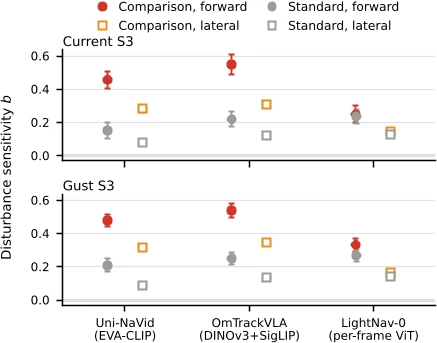 Comparison, forward
Standard, forward
Comparison, lateral
Standard, lateral
Current S3
0.6
0.4
0.2
0.0
Disturbance sensitivity b
Gust S3
0.6
0.4
0.2
0.0
Uni-NaVid
(EVA-CLIP)
OmTrackVLA
(DINOv3+SigLIP)
LightNav-0
(per-frame ViT)